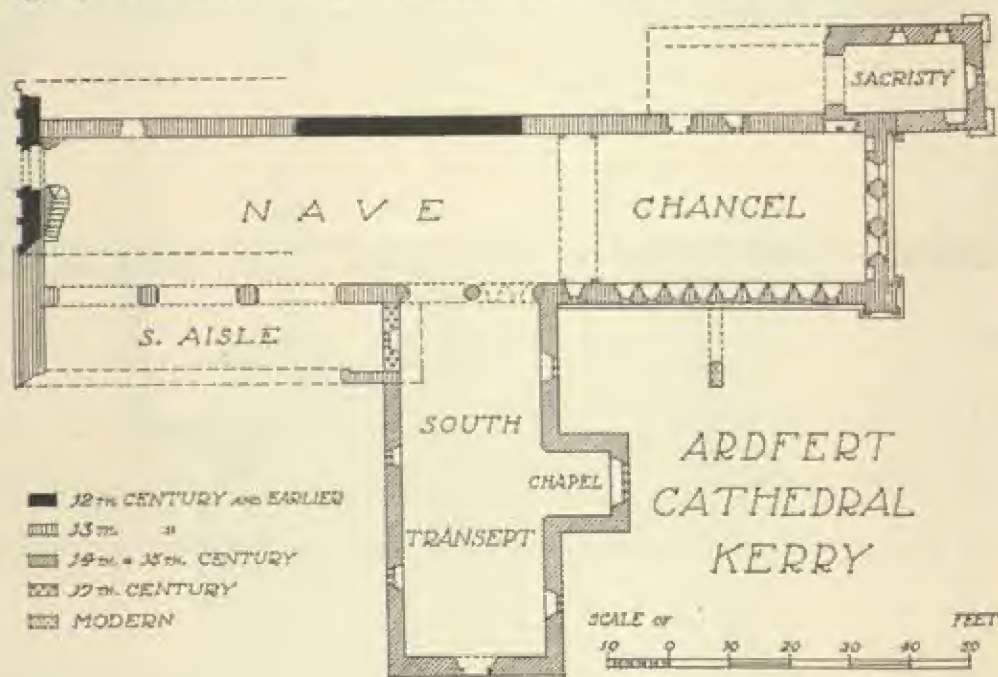 SACRISTY
NAVE
CHANCEL
S. AISLE
SOUTH
TRANSEPT
CHAPEL
ARDFERT
CATHEDRAL
KERRY
12TH CENTURY AND EARLIER
13TH. "
14TH. & 15TH. CENTURY
17TH. CENTURY
MODERN
SCALE OF FEET
10 0 10 20 30 40 50